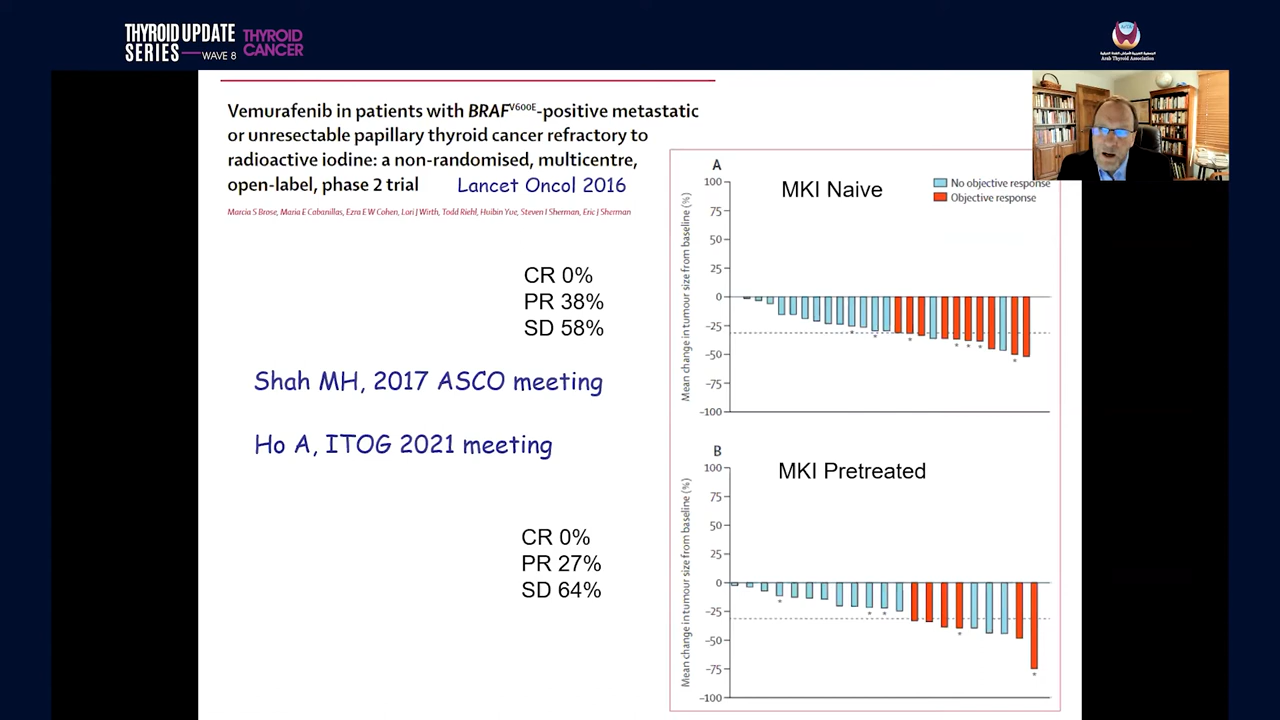 THYROID UPDATE
SERIES WAVE 8
THYROID
CANCER
Arab Thyroid Association
Vemurafenib in patients with BRAFV600E-positive metastatic
or unresectable papillary thyroid cancer refractory to
radioactive iodine: a non-randomised, multicentre,
open-label, phase 2 trial
Lancet Oncol 2016
Marcia S Brose, Maria E Cabanillas, Ezra E W Cohen, Lori J Wirth, Todd Riehl, Huibin Yue, Steven I Sherman, Eric J Sherman
CR 0%
PR 38%
SD 58%
Shah MH, 2017 ASCO meeting
Ho A, ITOG 2021 meeting
CR 0%
PR 27%
SD 64%
A
MKI Naive
No objective response
Objective response
Mean change in tumour size from baseline (%)
100
75
50
25
0
-25
-50
-75
-100
* * * * * * *
B
MKI Pretreated
Mean change in tumour size from baseline (%)
100
75
50
25
0
-25
-50
-75
-100
* * * * *